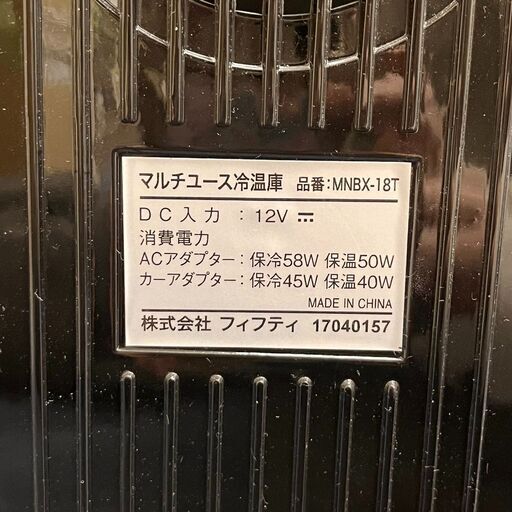 マルチユース冷温庫 品番:MNBX-18T
DC入力 : 12V ⎓
消費電力
ACアダプター: 保冷58W 保温50W
カーアダプター: 保冷45W 保温40W
MADE IN CHINA
株式会社 フィフティ 17040157